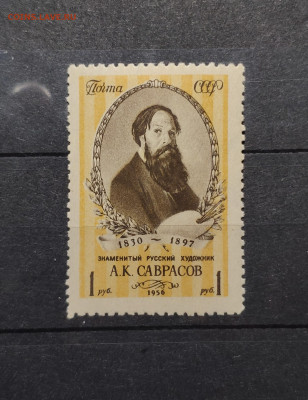 Почта СССР
1830 ~ 1897
ЗНАМЕНИТЫЙ РУССКИЙ ХУДОЖНИК
А.К. САВРАСОВ
1 руб. 1956 1 руб.